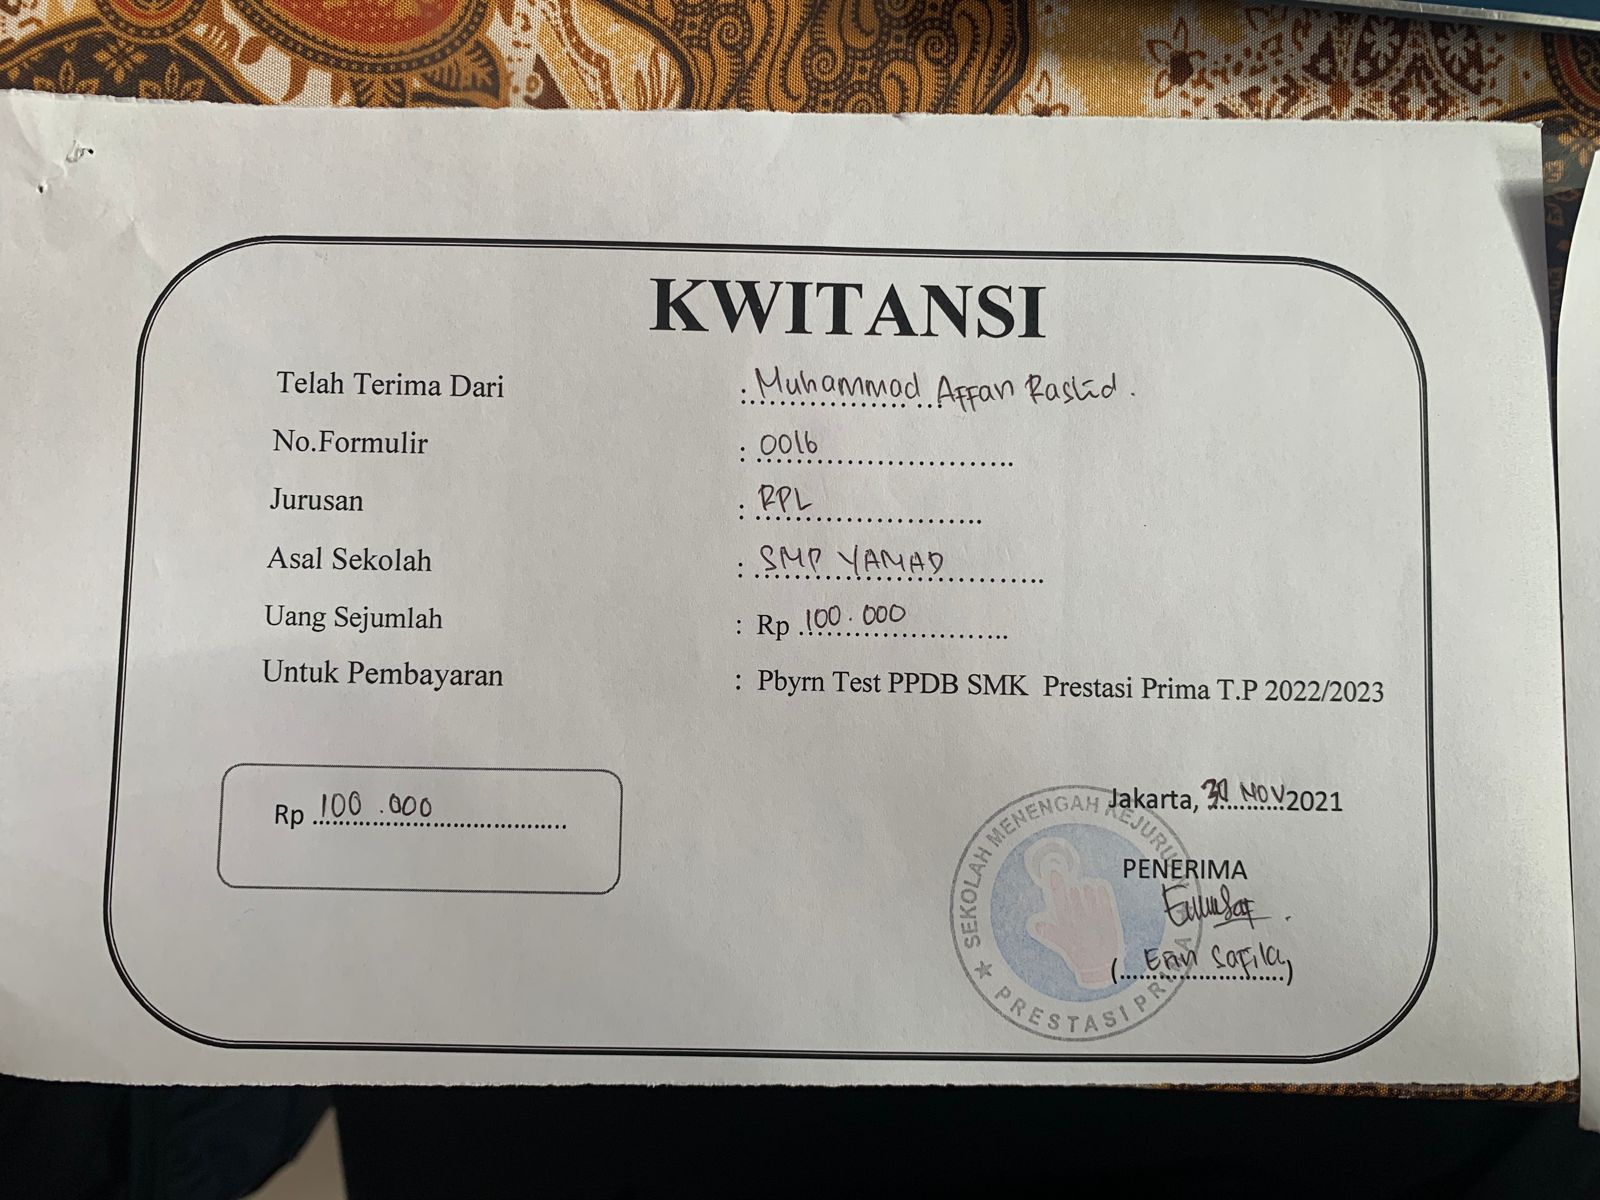 KWITANSI
Telah Terima Dari : Muhammad Affan Raslid.
No.Formulir : 0016
Jurusan : RPL
Asal Sekolah : SMP YAMAD
Uang Sejumlah : Rp 100.000
Untuk Pembayaran : Pbyrn Test PPDB SMK Prestasi Prima T.P 2022/2023
Rp 100.000
Jakarta, 30 NOV 2021
PENERIMA
(Erin Safila)
SEKOLAH MENENGAH KEJURU
★ PRESTASI PRIMA